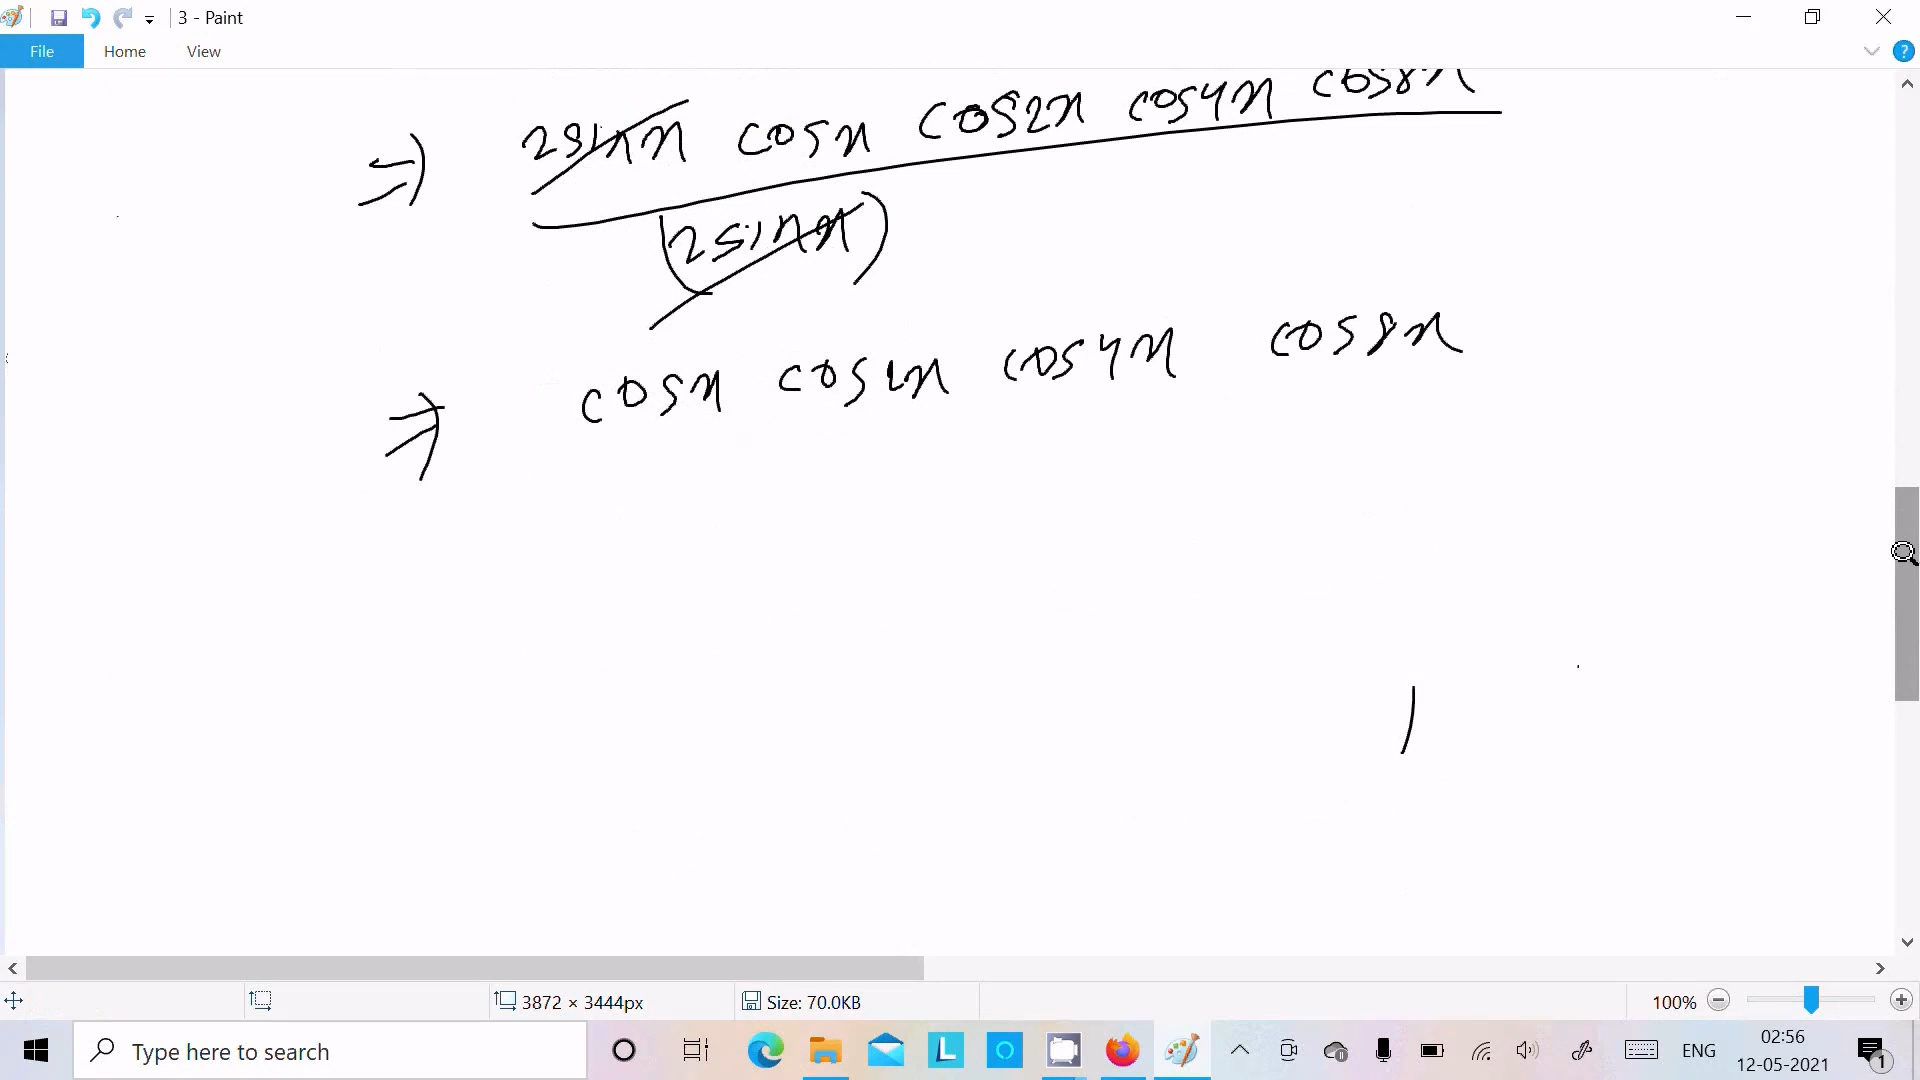 3 - Paint
File Home View
⇒) 2sinx cosx cos2x cos4x cos8x
(2sinx)
⇒) cosx cos2x cos4x cos8x
)
3872 × 3444px Size: 70.0KB 100%
Type here to search L ENG 02:56
12-05-2021 1